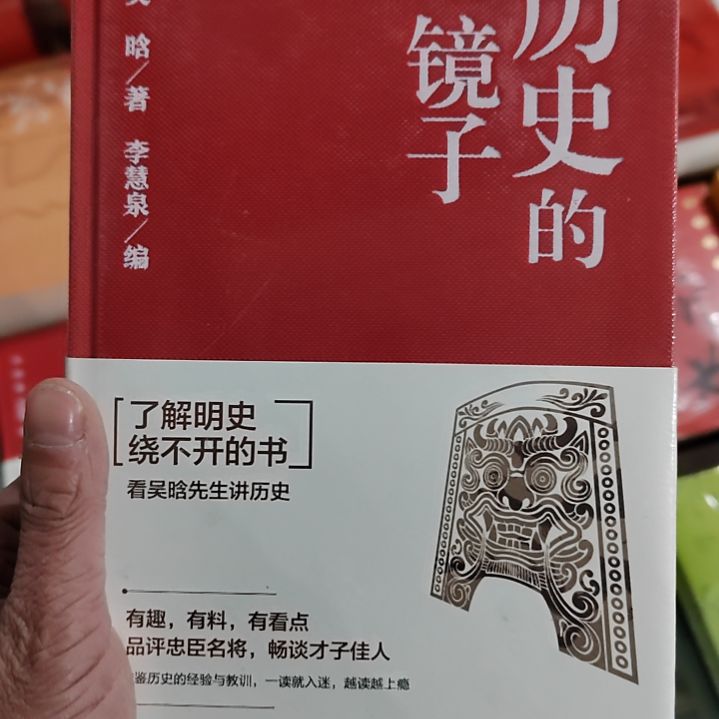 历史的
镜子
吴晗/著 李慧泉/编
了解明史
绕不开的书
看吴晗先生讲历史
有趣，有料，有看点
品评忠臣名将，畅谈才子佳人
鉴历史的经验与教训，一读就入迷，越读越上瘾